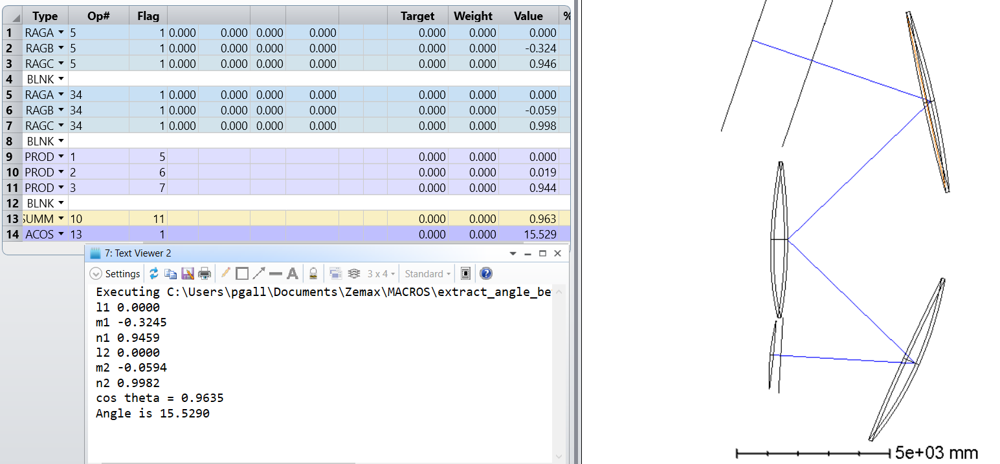 Type Op# Flag Target Weight Value %
1 RAGA 5 1 0.000 0.000 0.000 0.000 0.000 0.000 0.000
2 RAGB 5 1 0.000 0.000 0.000 0.000 0.000 0.000 -0.324
3 RAGC 5 1 0.000 0.000 0.000 0.000 0.000 0.000 0.946
4 BLNK
5 RAGA 34 1 0.000 0.000 0.000 0.000 0.000 0.000 0.000
6 RAGB 34 1 0.000 0.000 0.000 0.000 0.000 0.000 -0.059
7 RAGC 34 1 0.000 0.000 0.000 0.000 0.000 0.000 0.998
8 BLNK
9 PROD 1 5 0.000 0.000 0.000
10 PROD 2 6 0.000 0.000 0.019
11 PROD 3 7 0.000 0.000 0.944
12 BLNK
13 SUMM 10 11 0.000 0.000 0.963
14 ACOS 13 1 0.000 0.000 15.529
7: Text Viewer 2
Settings A 3 x 4 Standard ?
Executing C:\Users\pgall\Documents\Zemax\MACROS\extract_angle_be
l1 0.0000
m1 -0.3245
n1 0.9459
l2 0.0000
m2 -0.0594
n2 0.9982
cos theta = 0.9635
Angle is 15.5290
5e+03 mm